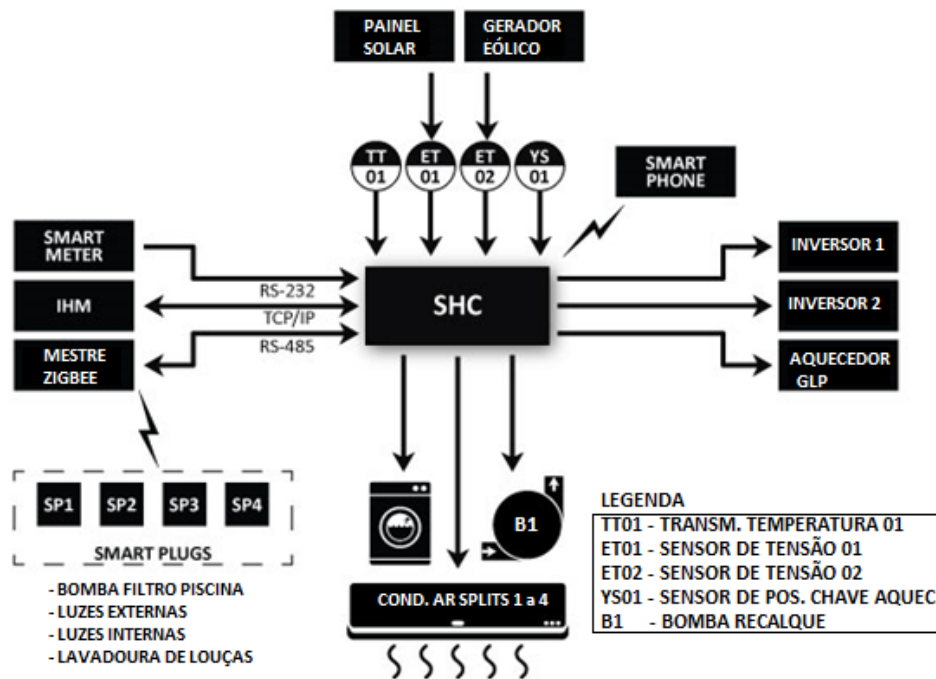 PAINEL
SOLAR
GERADOR
EÓLICO
TT
01
ET
01
ET
02
YS
01
SMART
PHONE
SMART
METER
IHM
MESTRE
ZIGBEE
RS-232
TCP/IP
RS-485
SHC
INVERSOR 1
INVERSOR 2
AQUECEDOR
GLP
SP1
SP2
SP3
SP4
SMART PLUGS
- BOMBA FILTRO PISCINA
- LUZES EXTERNAS
- LUZES INTERNAS
- LAVADOURA DE LOUÇAS
B1
COND. AR SPLITS 1 a 4
LEGENDA
TT01 - TRANSM. TEMPERATURA 01
ET01 - SENSOR DE TENSÃO 01
ET02 - SENSOR DE TENSÃO 02
YS01 - SENSOR DE POS. CHAVE AQUEC
B1 - BOMBA RECALQUE